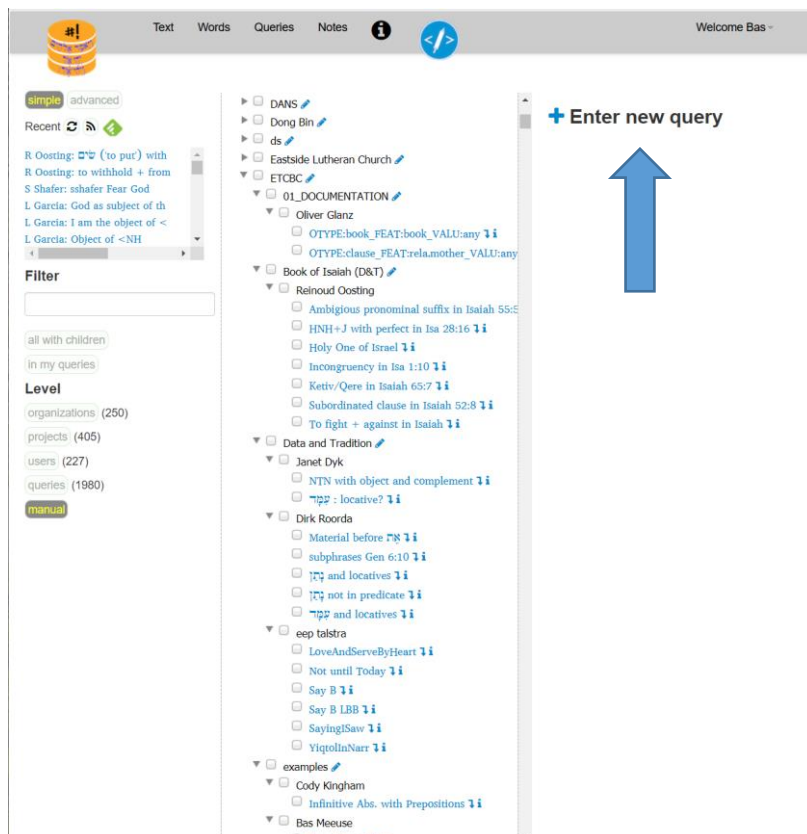 #!
Text Words Queries Notes
</>
Welcome Bas
simple advanced
Recent
R Oosting: שׂים ('to put') with
R Oosting: to withhold + from
S Shafer: sshafer Fear God
L Garcia: God as subject of th
L Garcia: I am the object of <
L Garcia: Object of <NH
Filter
all with children
in my queries
Level
organizations (250)
projects (405)
users (227)
queries (1980)
manual
DANS
Dong Bin
ds
Eastside Lutheran Church
ETCBC
01_DOCUMENTATION
Oliver Glanz
OTYPE:book_FEAT:book_VALU:any
OTYPE:clause_FEAT:rela.mother_VALU:any
Book of Isaiah (D&T)
Reinoud Oosting
Ambigious pronominal suffix in Isaiah 55:5
HNH+J with perfect in Isa 28:16
Holy One of Israel
Incongruency in Isa 1:10
Ketiv/Qere in Isaiah 65:7
Subordinated clause in Isaiah 52:8
To fight + against in Isaiah
Data and Tradition
Janet Dyk
NTN with object and complement
עָמַד : locative?
Dirk Roorda
Material before אֶת
subphrases Gen 6:10
נָתַן and locatives
נָתַן not in predicate
עָמַד and locatives
eep talstra
LoveAndServeByHeart
Not until Today
Say B
Say B LBB
SayingISaw
YiqtolInNarr
examples
Cody Kingham
Infinitive Abs. with Prepositions
Bas Meeuse
Enter new query